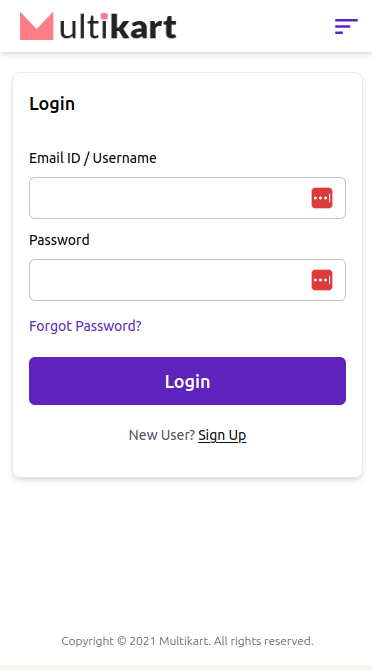 Multikart
Login
Email ID / Username
Password
Forgot Password?
Login
New User? Sign Up
Copyright © 2021 Multikart. All rights reserved.